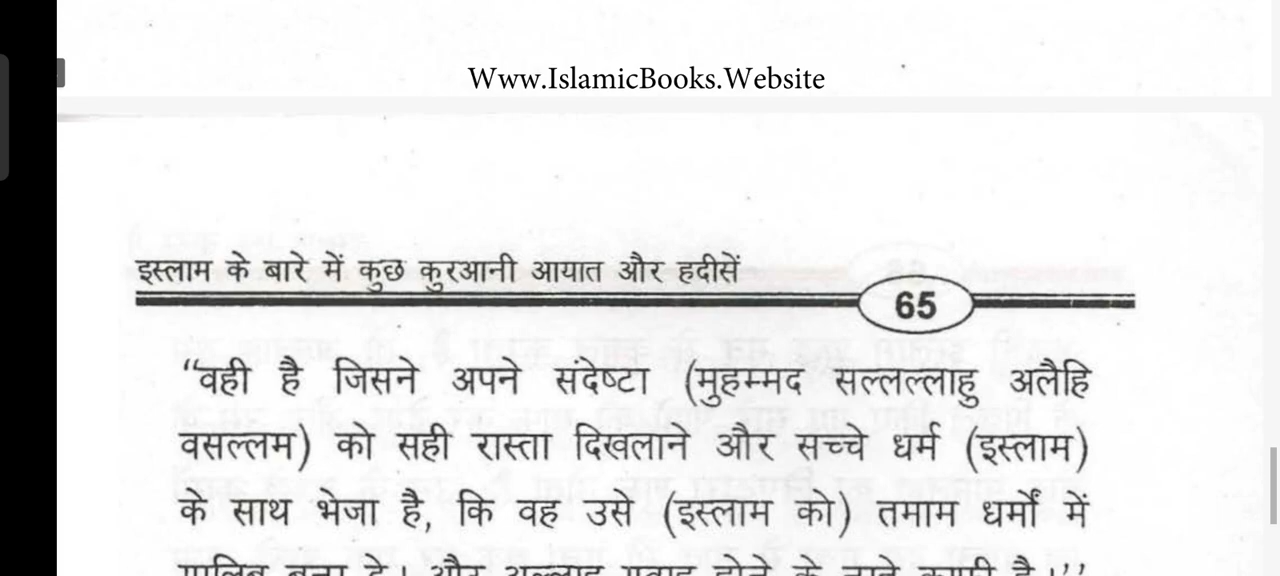 Www.IslamicBooks.Website
इस्लाम के बारे में कुछ कुरआनी आयात और हदीसें
65
“वही है जिसने अपने संदेष्टा (मुहम्मद सल्लल्लाहु अलैहि
वसल्लम) को सही रास्ता दिखलाने और सच्चे धर्म (इस्लाम)
के साथ भेजा है, कि वह उसे (इस्लाम को) तमाम धर्मों में